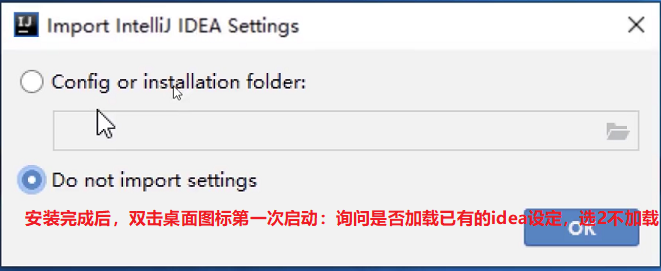 IJ
Import IntelliJ IDEA Settings
Config or installation folder:
Do not import settings
安装完成后，双击桌面图标第一次启动：询问是否加载已有的idea设定，选2不加载
OK